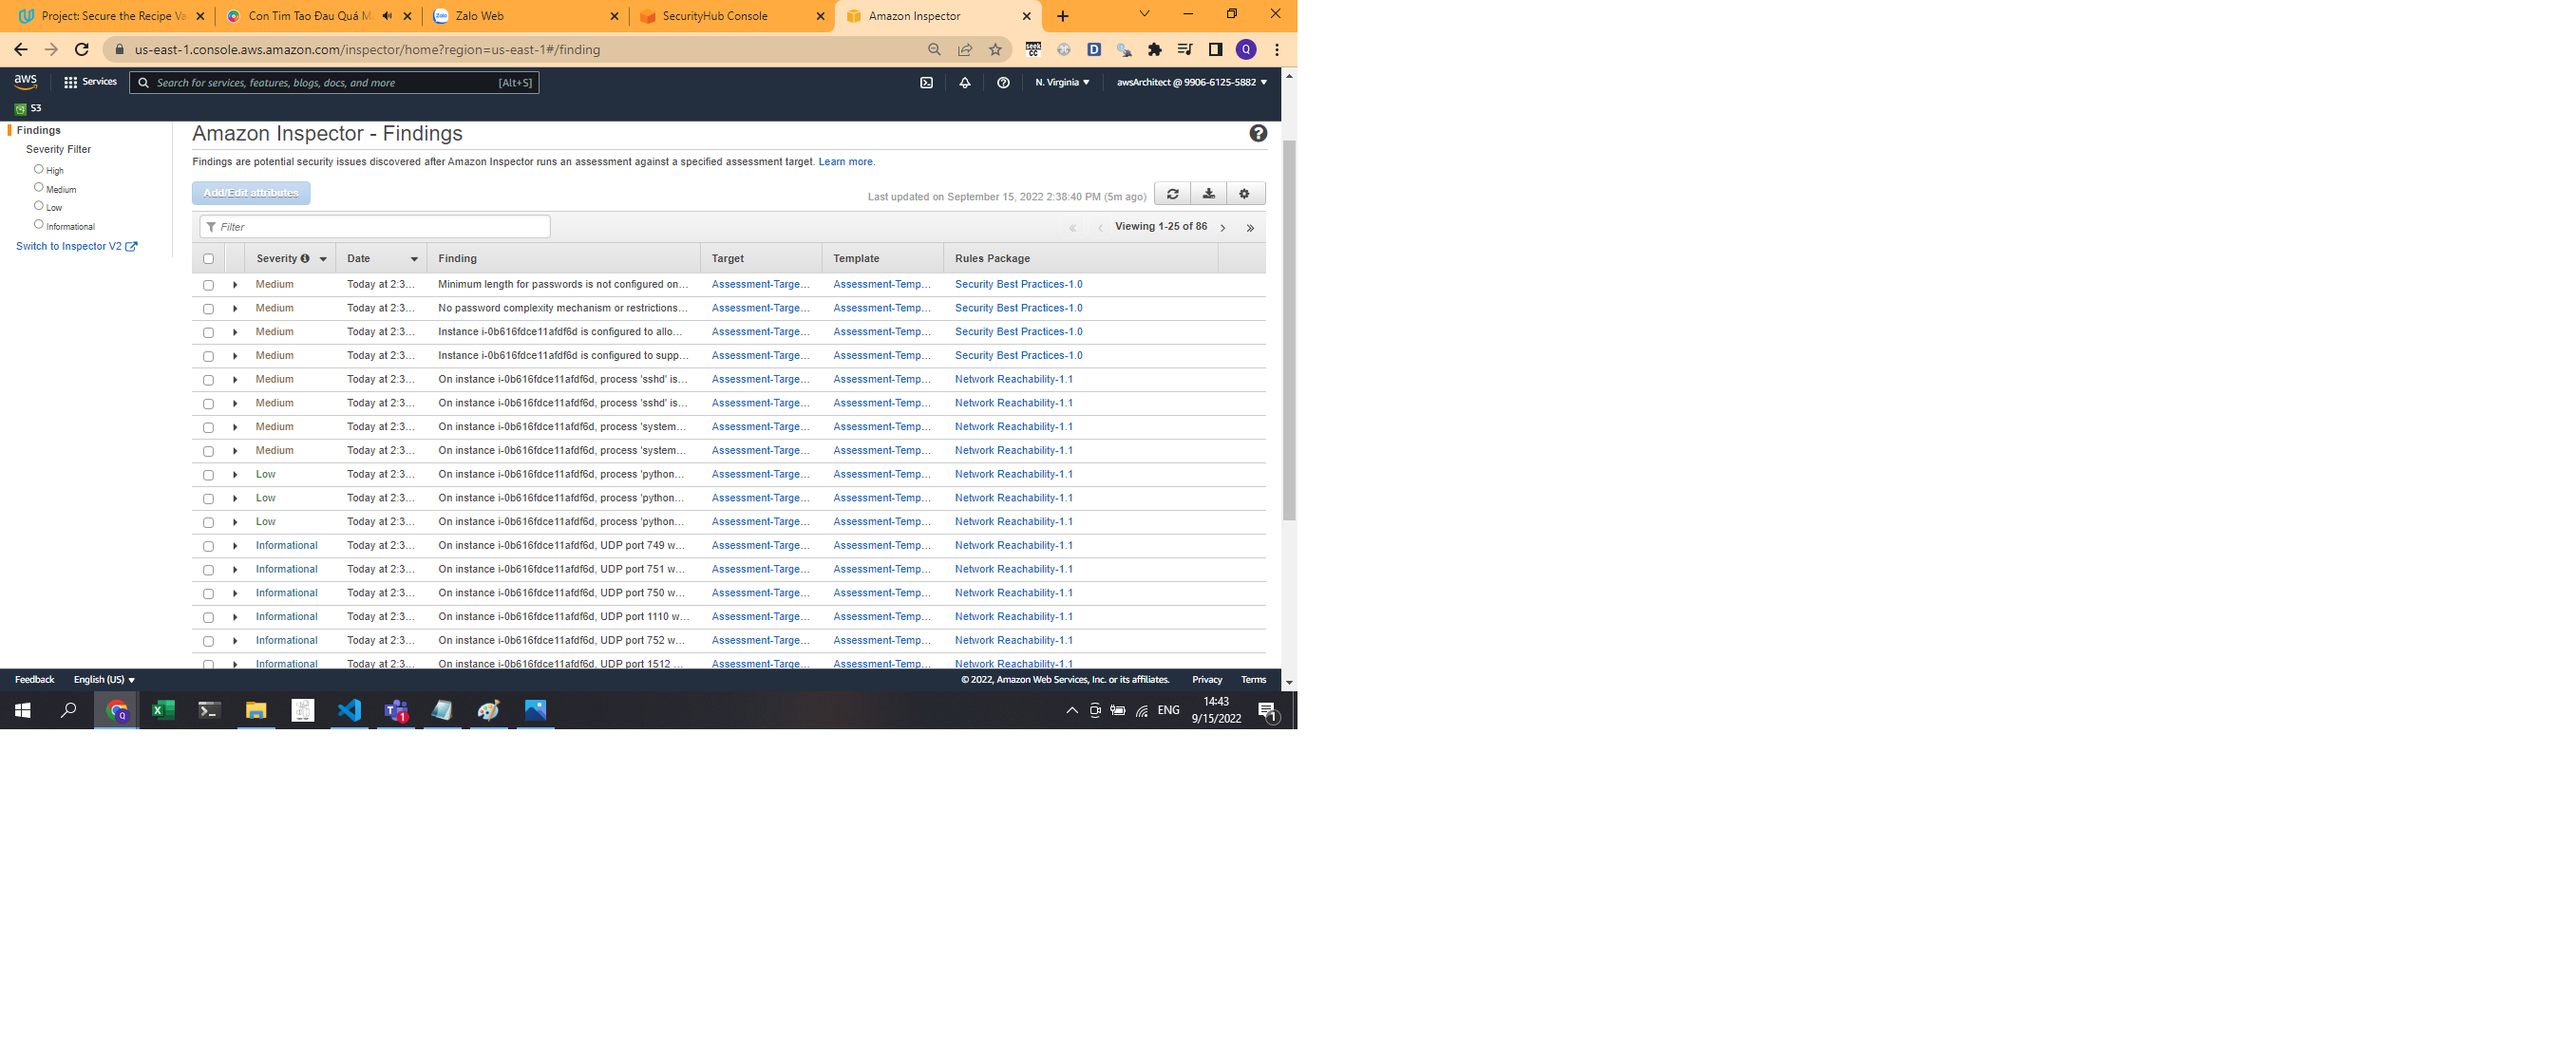 Project: Secure the Recipe Va
Con Tim Tao Đau Quá M
Zalo Web
SecurityHub Console
Amazon Inspector
us-east-1.console.aws.amazon.com/inspector/home?region=us-east-1#/finding
aws
Services
Search for services, features, blogs, docs, and more
[Alt+S]
N. Virginia
awsArchitect @ 9906-6125-5882
S3
Findings
Severity Filter
High
Medium
Low
Informational
Switch to Inspector V2
Amazon Inspector - Findings
Findings are potential security issues discovered after Amazon Inspector runs an assessment against a specified assessment target. Learn more.
Add/Edit attributes
Last updated on September 15, 2022 2:38:40 PM (5m ago)
Filter
Viewing 1-25 of 86
Severity Date Finding Target Template Rules Package
Medium Today at 2:3... Minimum length for passwords is not configured on... Assessment-Targe... Assessment-Temp... Security Best Practices-1.0
Medium Today at 2:3... No password complexity mechanism or restrictions... Assessment-Targe... Assessment-Temp... Security Best Practices-1.0
Medium Today at 2:3... Instance i-0b616fdce11afdf6d is configured to allo... Assessment-Targe... Assessment-Temp... Security Best Practices-1.0
Medium Today at 2:3... Instance i-0b616fdce11afdf6d is configured to supp... Assessment-Targe... Assessment-Temp... Security Best Practices-1.0
Medium Today at 2:3... On instance i-0b616fdce11afdf6d, process 'sshd' is... Assessment-Targe... Assessment-Temp... Network Reachability-1.1
Medium Today at 2:3... On instance i-0b616fdce11afdf6d, process 'sshd' is... Assessment-Targe... Assessment-Temp... Network Reachability-1.1
Medium Today at 2:3... On instance i-0b616fdce11afdf6d, process 'system... Assessment-Targe... Assessment-Temp... Network Reachability-1.1
Medium Today at 2:3... On instance i-0b616fdce11afdf6d, process 'system... Assessment-Targe... Assessment-Temp... Network Reachability-1.1
Low Today at 2:3... On instance i-0b616fdce11afdf6d, process 'python... Assessment-Targe... Assessment-Temp... Network Reachability-1.1
Low Today at 2:3... On instance i-0b616fdce11afdf6d, process 'python... Assessment-Targe... Assessment-Temp... Network Reachability-1.1
Low Today at 2:3... On instance i-0b616fdce11afdf6d, process 'python... Assessment-Targe... Assessment-Temp... Network Reachability-1.1
Informational Today at 2:3... On instance i-0b616fdce11afdf6d, UDP port 749 w... Assessment-Targe... Assessment-Temp... Network Reachability-1.1
Informational Today at 2:3... On instance i-0b616fdce11afdf6d, UDP port 751 w... Assessment-Targe... Assessment-Temp... Network Reachability-1.1
Informational Today at 2:3... On instance i-0b616fdce11afdf6d, UDP port 750 w... Assessment-Targe... Assessment-Temp... Network Reachability-1.1
Informational Today at 2:3... On instance i-0b616fdce11afdf6d, UDP port 1110 w... Assessment-Targe... Assessment-Temp... Network Reachability-1.1
Informational Today at 2:3... On instance i-0b616fdce11afdf6d, UDP port 752 w... Assessment-Targe... Assessment-Temp... Network Reachability-1.1
Informational Today at 2:3... On instance i-0b616fdce11afdf6d, UDP port 1512 ... Assessment-Targe... Assessment-Temp... Network Reachability-1.1
Feedback English (US)
© 2022, Amazon Web Services, Inc. or its affiliates. Privacy Terms
ENG
14:43
9/15/2022